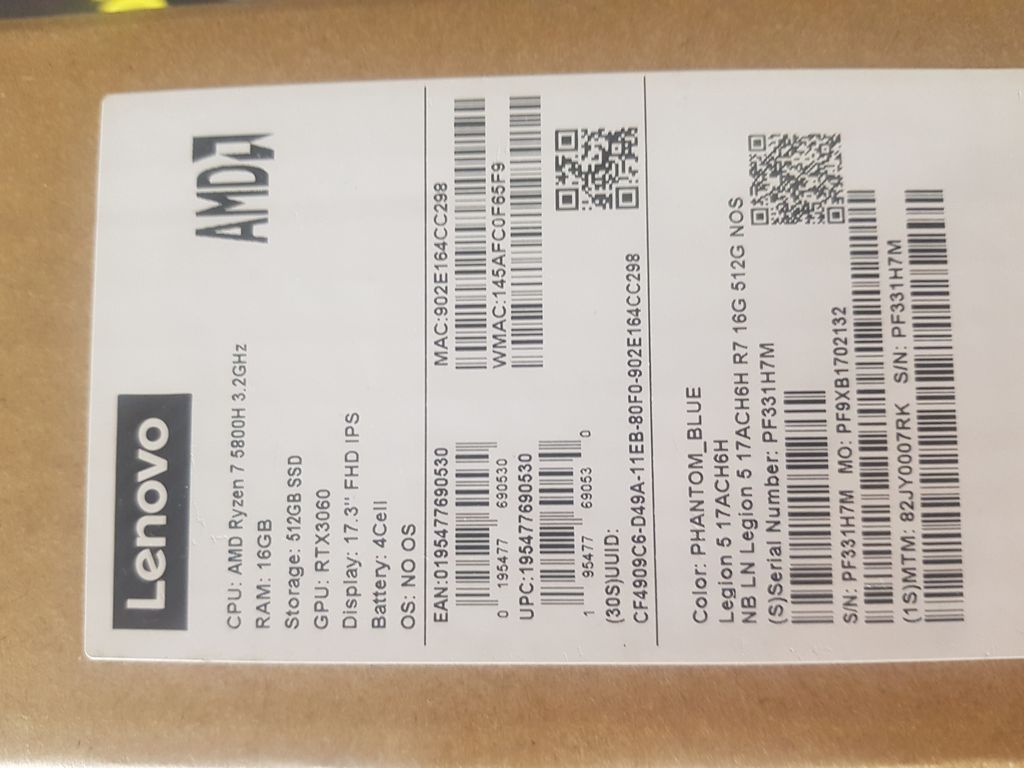 Lenovo
AMD
CPU: AMD Ryzen 7 5800H 3.2GHz
RAM: 16GB
Storage: 512GB SSD
GPU: RTX3060
Display: 17.3" FHD IPS
Battery: 4Cell
OS: NO OS
EAN:0195477690530
0 195477 690530
UPC:195477690530
1 95477 69053 0
MAC:902E164CC298
WMAC:145AFC0F65F9
(30S)UUID:
CF4909C6-D49A-11EB-80F0-902E164CC298
Color: PHANTOM_BLUE
Legion 5 17ACH6H
NB LN Legion 5 17ACH6H R7 16G 512G NOS
(S)Serial Number: PF331H7M
S/N: PF331H7M MO: PF9XB1702132
(1S)MTM: 82JY0007RK S/N: PF331H7M